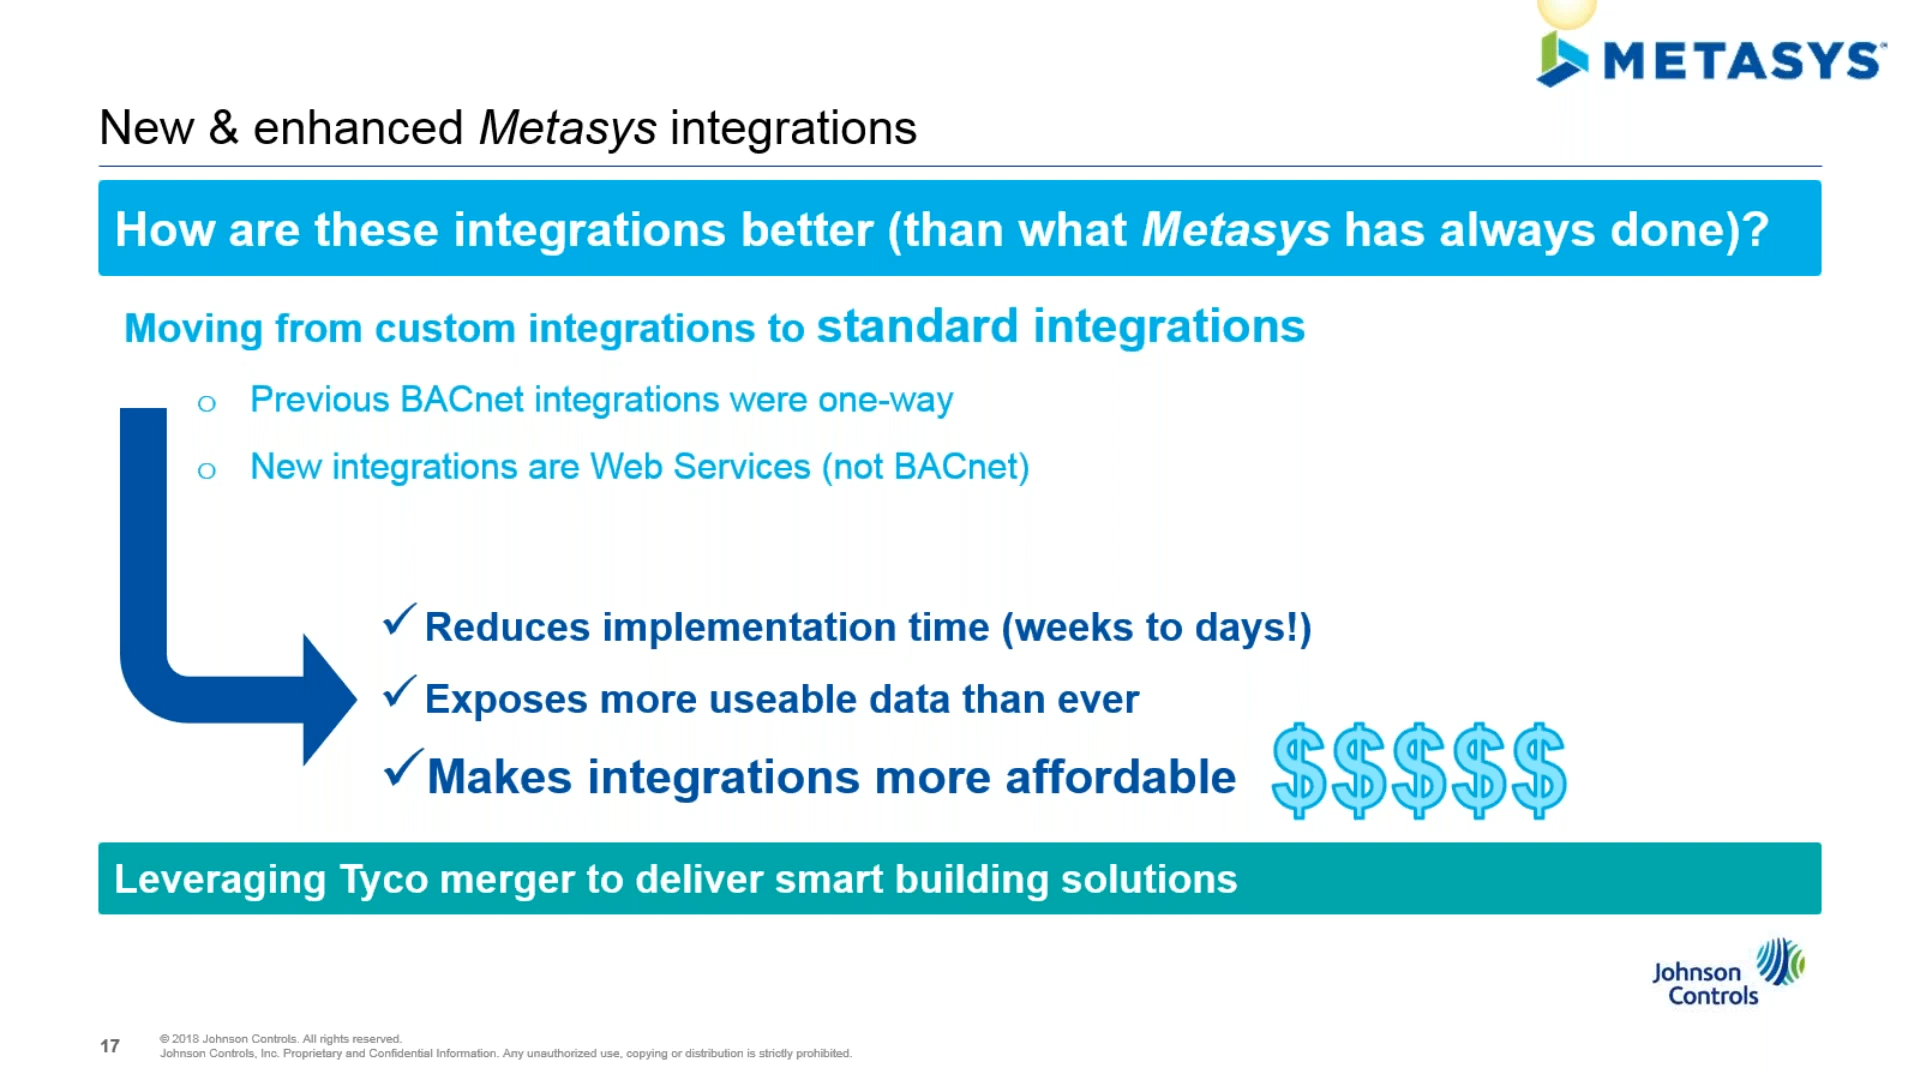 METASYS
New & enhanced Metasys integrations
How are these integrations better (than what Metasys has always done)?
Moving from custom integrations to standard integrations
o Previous BACnet integrations were one-way
o New integrations are Web Services (not BACnet)
✓ Reduces implementation time (weeks to days!)
✓ Exposes more useable data than ever
✓ Makes integrations more affordable $$$$$
Leveraging Tyco merger to deliver smart building solutions
Johnson
Controls
17
© 2018 Johnson Controls. All rights reserved.
Johnson Controls, Inc. Proprietary and Confidential Information. Any unauthorized use, copying or distribution is strictly prohibited.